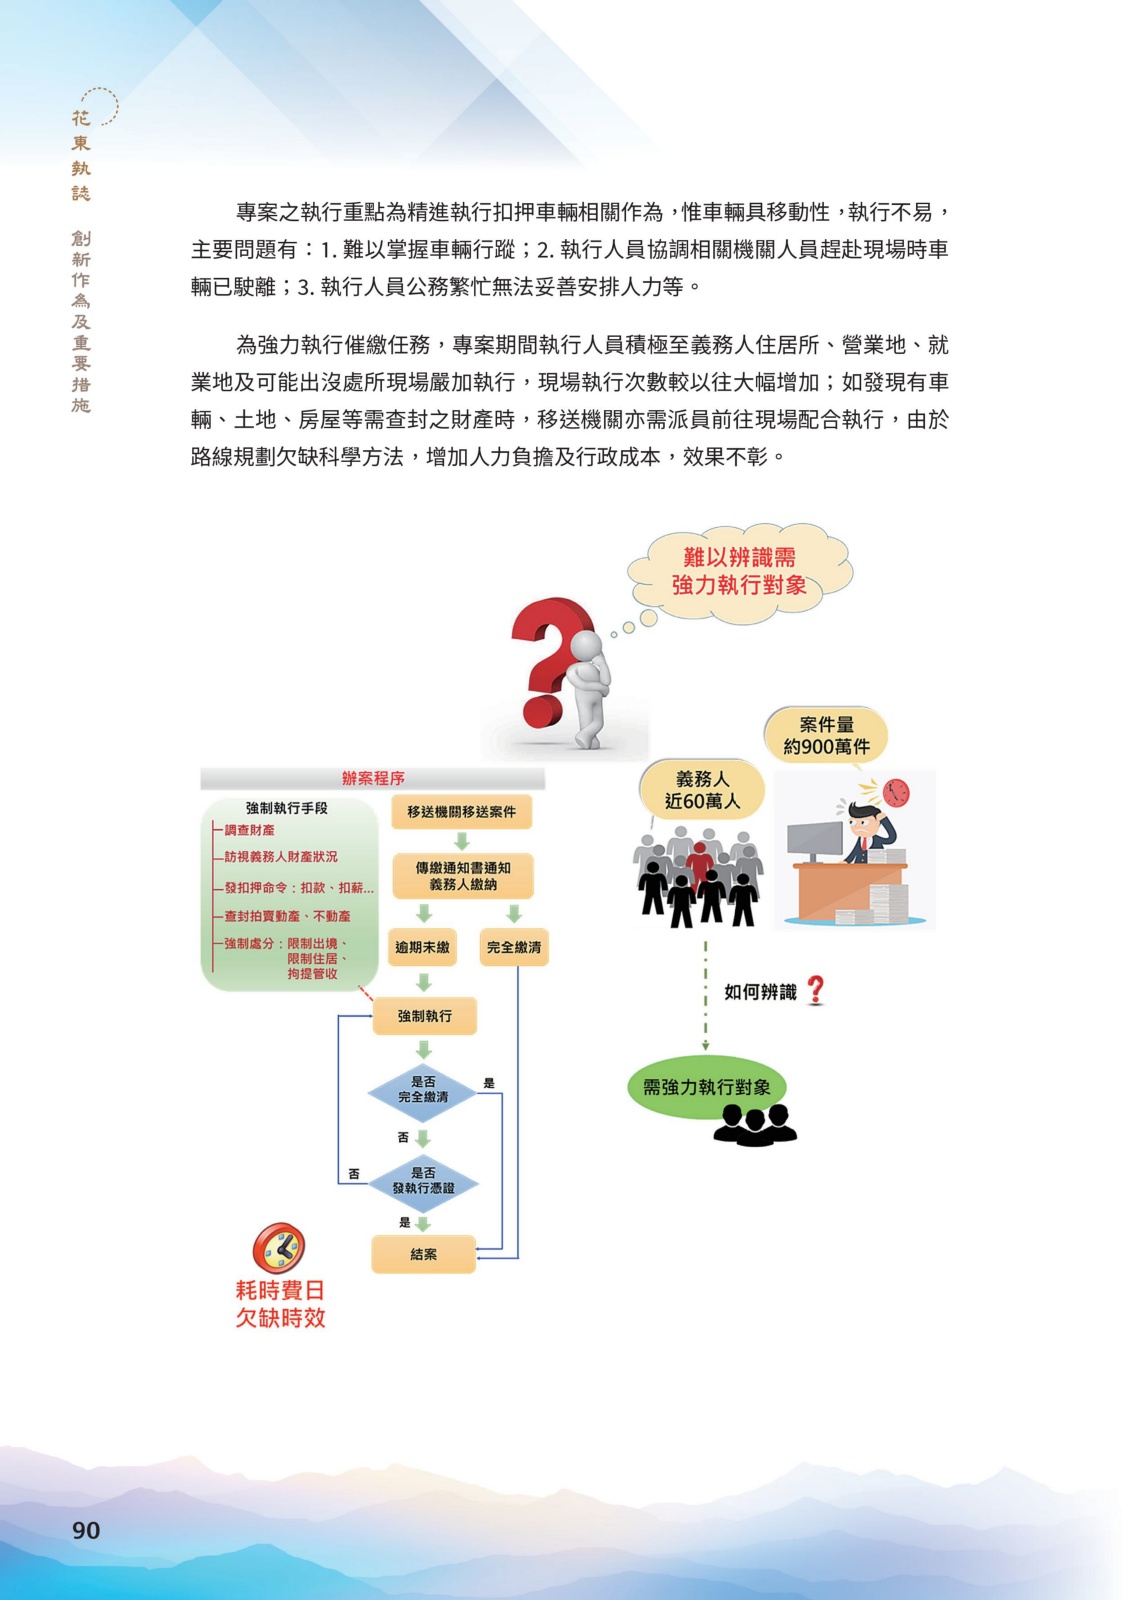 花東執誌 創新作為及重要措施
專案之執行重點為精進執行扣押車輛相關作為，惟車輛具移動性，執行不易，
主要問題有：1. 難以掌握車輛行蹤；2. 執行人員協調相關機關人員趕赴現場時車
輛已駛離；3. 執行人員公務繁忙無法妥善安排人力等。
為強力執行催繳任務，專案期間執行人員積極至義務人住居所、營業地、就
業地及可能出沒處所現場嚴加執行，現場執行次數較以往大幅增加；如發現有車
輛、土地、房屋等需查封之財產時，移送機關亦需派員前往現場配合執行，由於
路線規劃欠缺科學方法，增加人力負擔及行政成本，效果不彰。
難以辨識需
強力執行對象
辦案程序
強制執行手段
調查財產
訪視義務人財產狀況
發扣押命令：扣款、扣薪...
查封拍賣動產、不動產
強制處分：限制出境、
限制住居、
拘提管收
移送機關移送案件
傳繳通知書通知
義務人繳納
逾期未繳
完全繳清
強制執行
是否
完全繳清
是
否
是否
發執行憑證
否
是
結案
耗時費日
欠缺時效
義務人
近60萬人
案件量
約900萬件
如何辨識
需強力執行對象
90